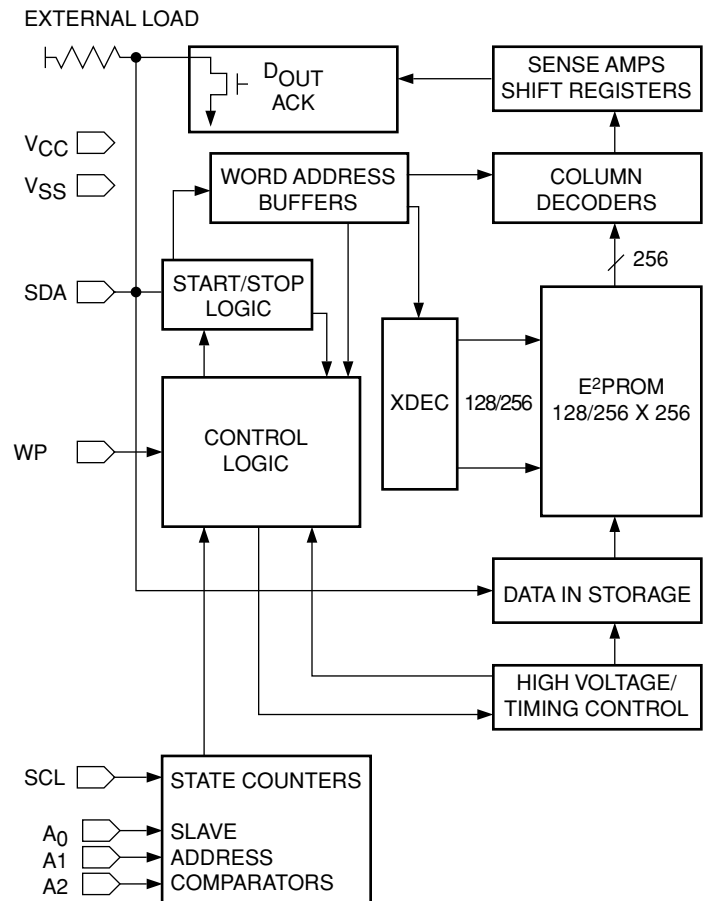 EXTERNAL LOAD
DOUT
ACK
SENSE AMPS
SHIFT REGISTERS
VCC
VSS
WORD ADDRESS
BUFFERS
COLUMN
DECODERS
256
SDA
START/STOP
LOGIC
XDEC
128/256
E²PROM
128/256 X 256
WP
CONTROL
LOGIC
DATA IN STORAGE
HIGH VOLTAGE/
TIMING CONTROL
SCL
STATE COUNTERS
A0
SLAVE
A1
ADDRESS
A2
COMPARATORS